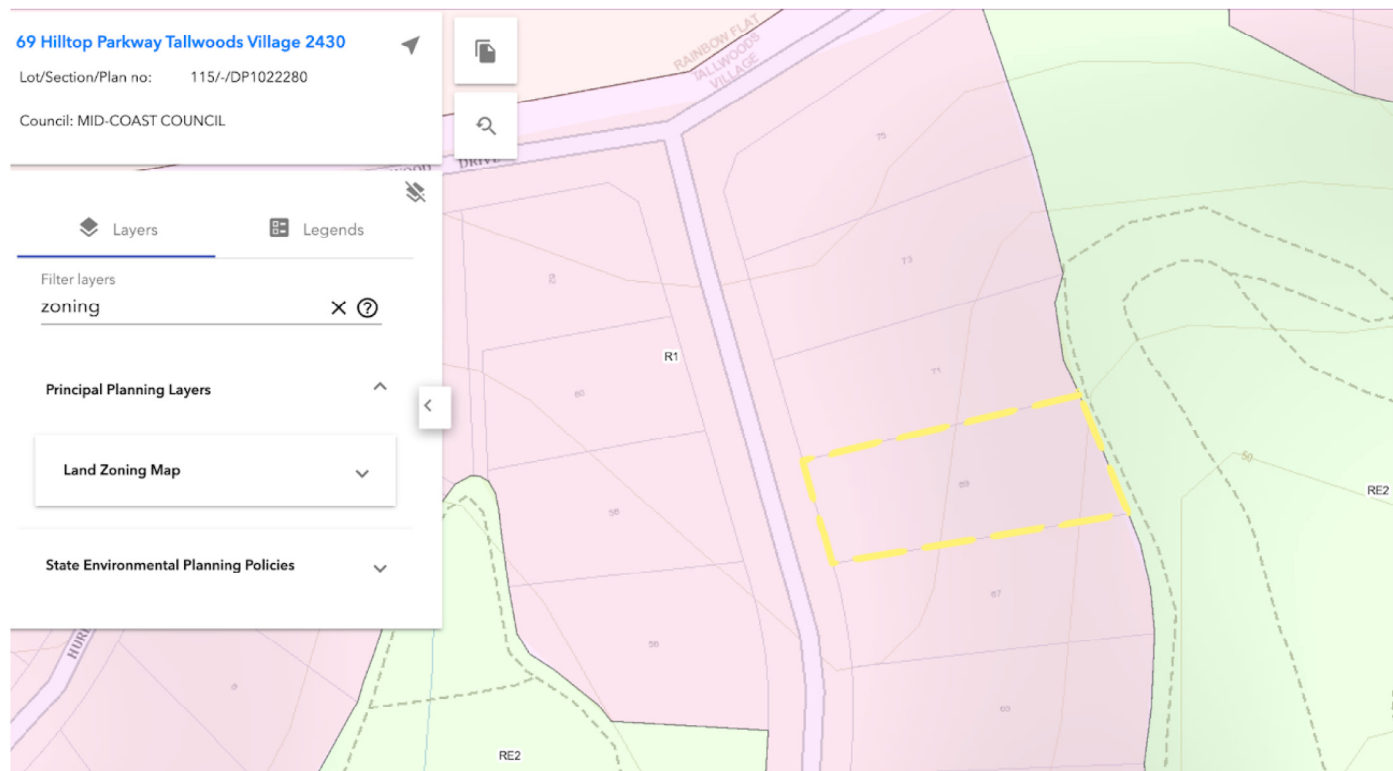 69 Hilltop Parkway Tallwoods Village 2430
Lot/Section/Plan no: 115/-/DP1022280
Council: MID-COAST COUNCIL
Layers
Legends
Filter layers
zoning
Principal Planning Layers
Land Zoning Map
State Environmental Planning Policies
RAINBOW FLAT
TALLWOODS
VILLAGE
WOOD DRIVE
75
73
71
69
67
63
R1
60
58
56
50
RE2
RE2